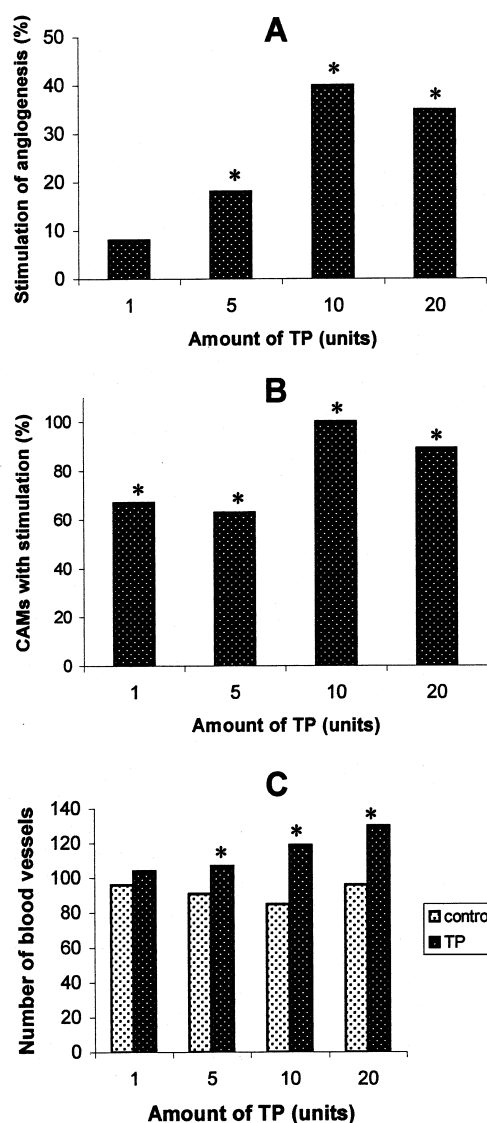 A
Stimulation of angiogenesis (%)
50
40
30
20
10
0
*
*
*
1 5 10 20
Amount of TP (units)
B
CAMs with stimulation (%)
100
80
60
40
20
0
*
*
*
*
1 5 10 20
Amount of TP (units)
C
Number of blood vessels
140
120
100
80
60
40
20
0
*
*
*
contro
TP
1 5 10 20
Amount of TP (units)